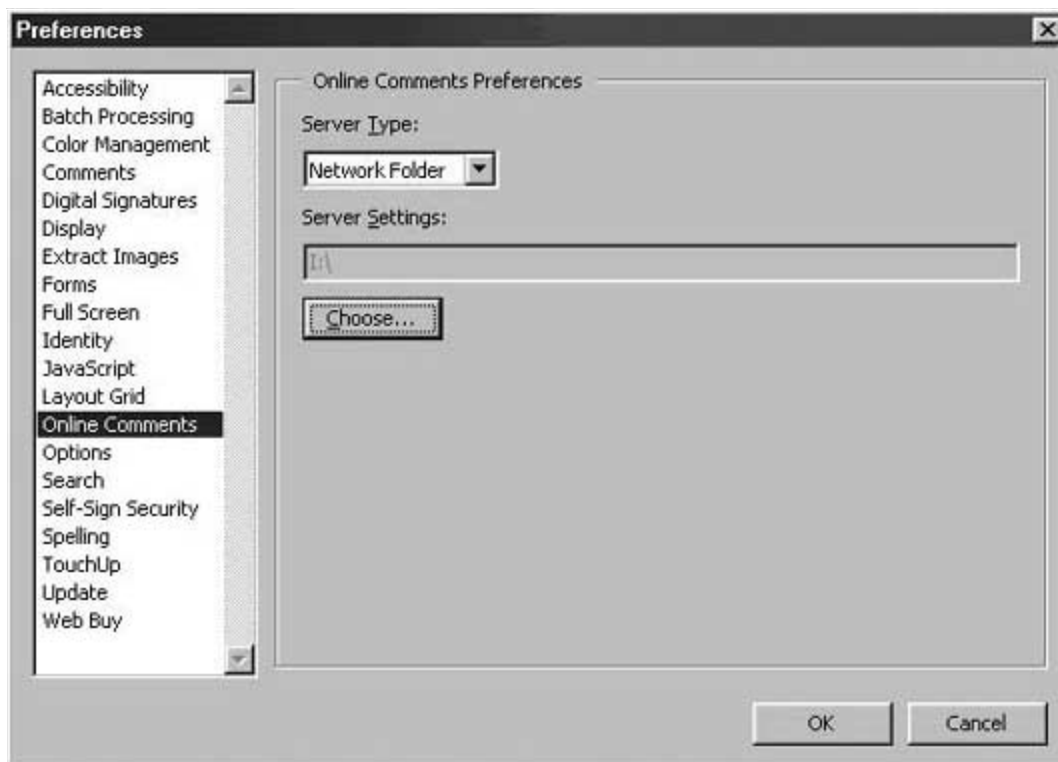 Preferences
Accessibility
Batch Processing
Color Management
Comments
Digital Signatures
Display
Extract Images
Forms
Full Screen
Identity
JavaScript
Layout Grid
Online Comments
Options
Search
Self-Sign Security
Spelling
TouchUp
Update
Web Buy
Online Comments Preferences
Server Type:
Network Folder
Server Settings:
I:\
Choose...
OK
Cancel